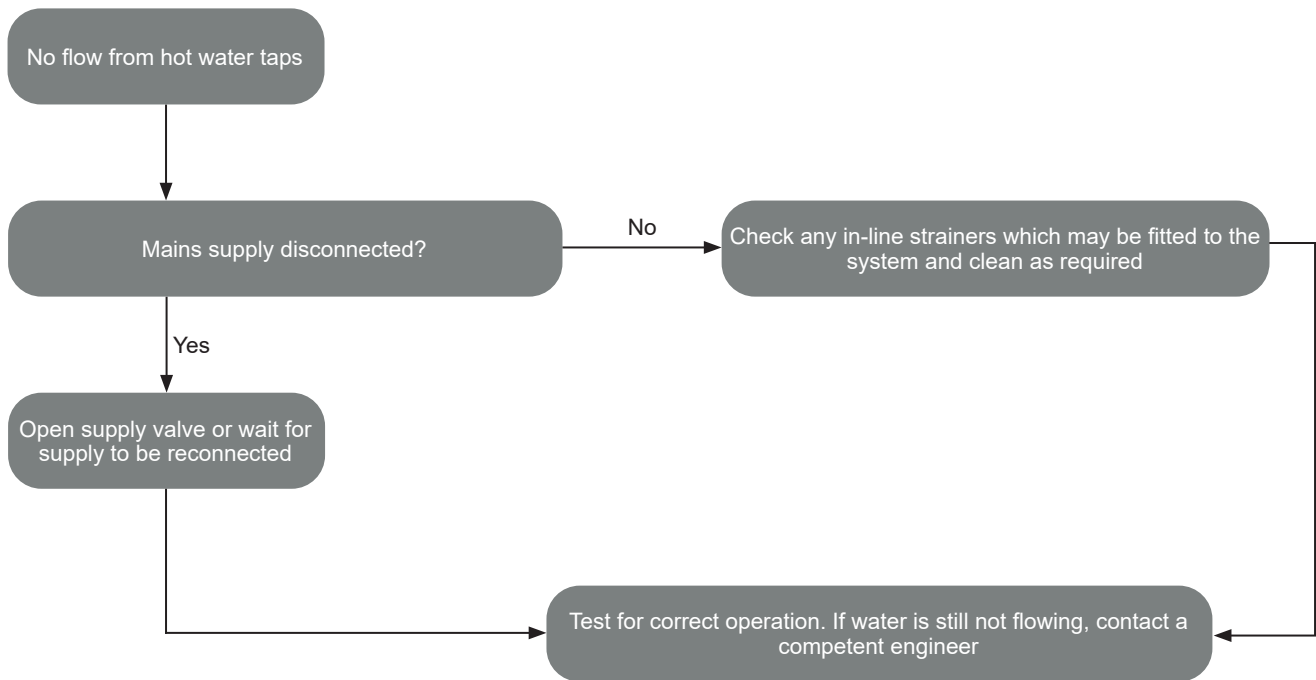 No flow from hot water taps
Mains supply disconnected?
No
Check any in-line strainers which may be fitted to the
system and clean as required
Yes
Open supply valve or wait for
supply to be reconnected
Test for correct operation. If water is still not flowing, contact a
competent engineer